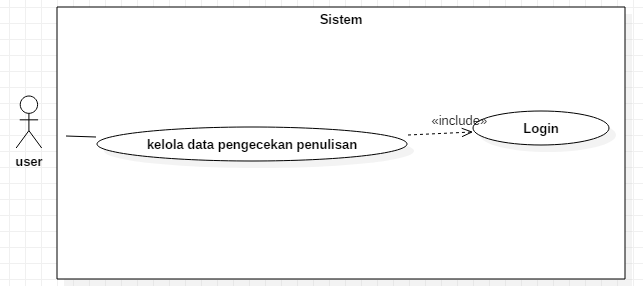 Sistem
«include»
Login
kelola data pengecekan penulisan
user